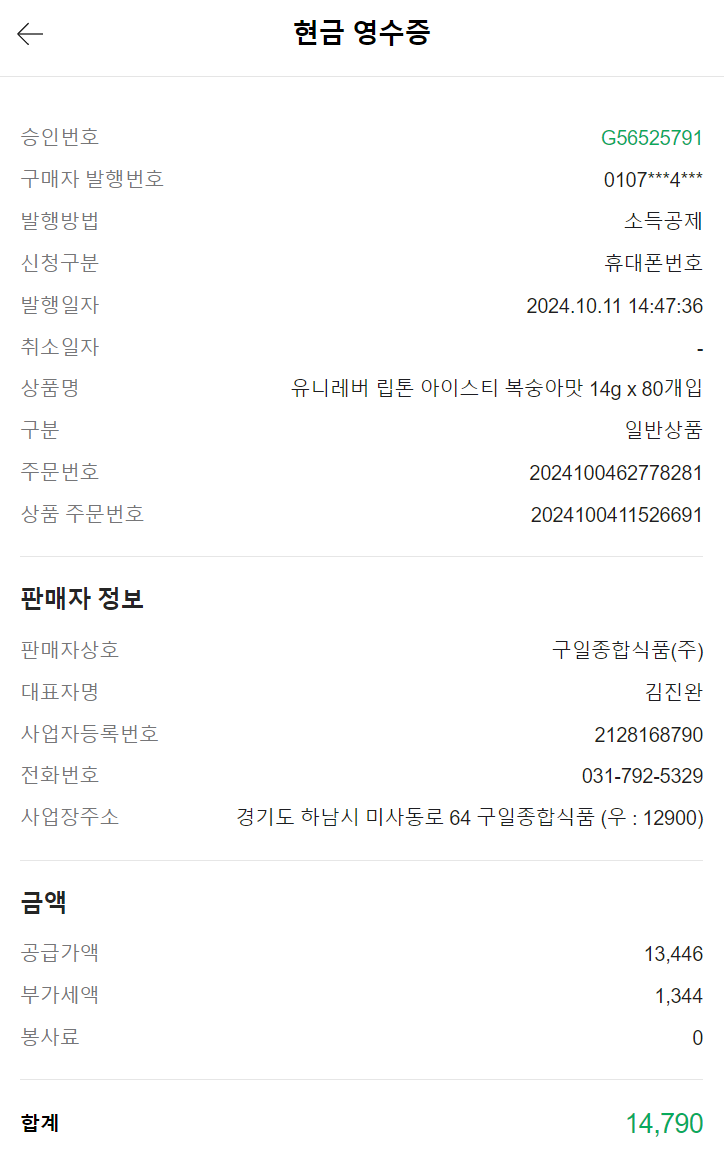 현금 영수증
승인번호 G56525791
구매자 발행번호 0107***4***
발행방법 소득공제
신청구분 휴대폰번호
발행일자 2024.10.11 14:47:36
취소일자 -
상품명 유니레버 립톤 아이스티 복숭아맛 14g x 80개입
구분 일반상품
주문번호 2024100462778281
상품 주문번호 2024100411526691
판매자 정보
판매자상호 구일종합식품(주)
대표자명 김진완
사업자등록번호 2128168790
전화번호 031-792-5329
사업장주소 경기도 하남시 미사동로 64 구일종합식품 (우 : 12900)
금액
공급가액 13,446
부가세액 1,344
봉사료 0
합계 14,790